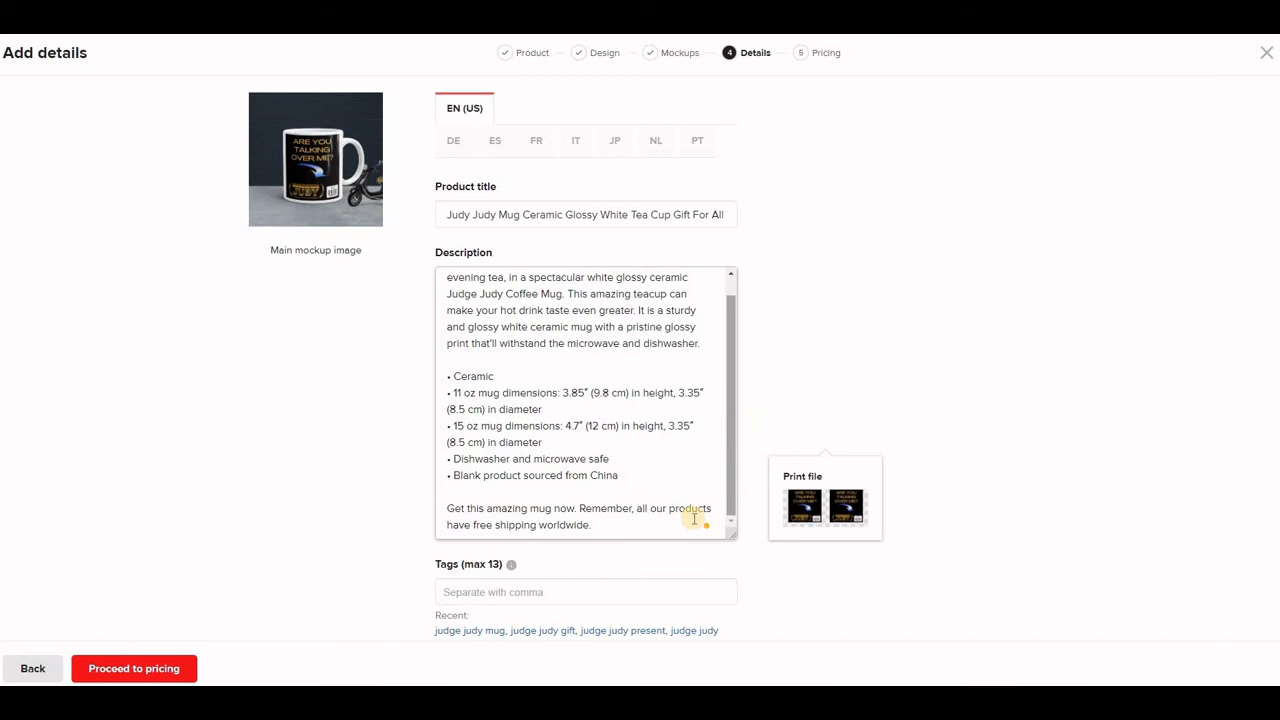 Add details
Product
Design
Mockups
4 Details
5 Pricing
EN (US)
DE ES FR IT JP NL PT
ARE YOU
TALKING
OVER ME?
JUDY
Main mockup image
Product title
Judy Judy Mug Ceramic Glossy White Tea Cup Gift For All
Description
evening tea, in a spectacular white glossy ceramic
Judge Judy Coffee Mug. This amazing teacup can
make your hot drink taste even greater. It is a sturdy
and glossy white ceramic mug with a pristine glossy
print that'll withstand the microwave and dishwasher.
• Ceramic
• 11 oz mug dimensions: 3.85″ (9.8 cm) in height, 3.35″
(8.5 cm) in diameter
• 15 oz mug dimensions: 4.7″ (12 cm) in height, 3.35″
(8.5 cm) in diameter
• Dishwasher and microwave safe
• Blank product sourced from China
Get this amazing mug now. Remember, all our products
have free shipping worldwide.
Print file
Tags (max 13)
Separate with comma
Recent:
judge judy mug, judge judy gift, judge judy present, judge judy
Back
Proceed to pricing